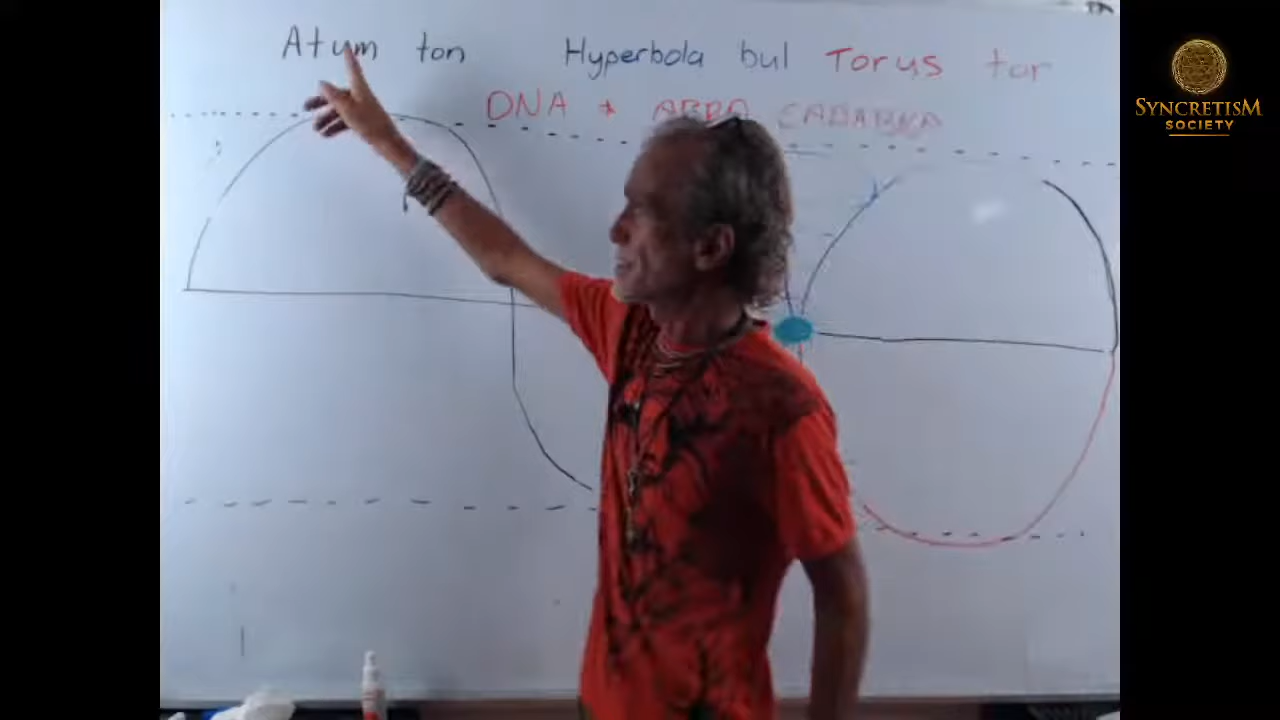 Atum ton Hyperbola bul Torus tor
DNA + ABRA CADABRA
SYNCRETISM
SOCIETY